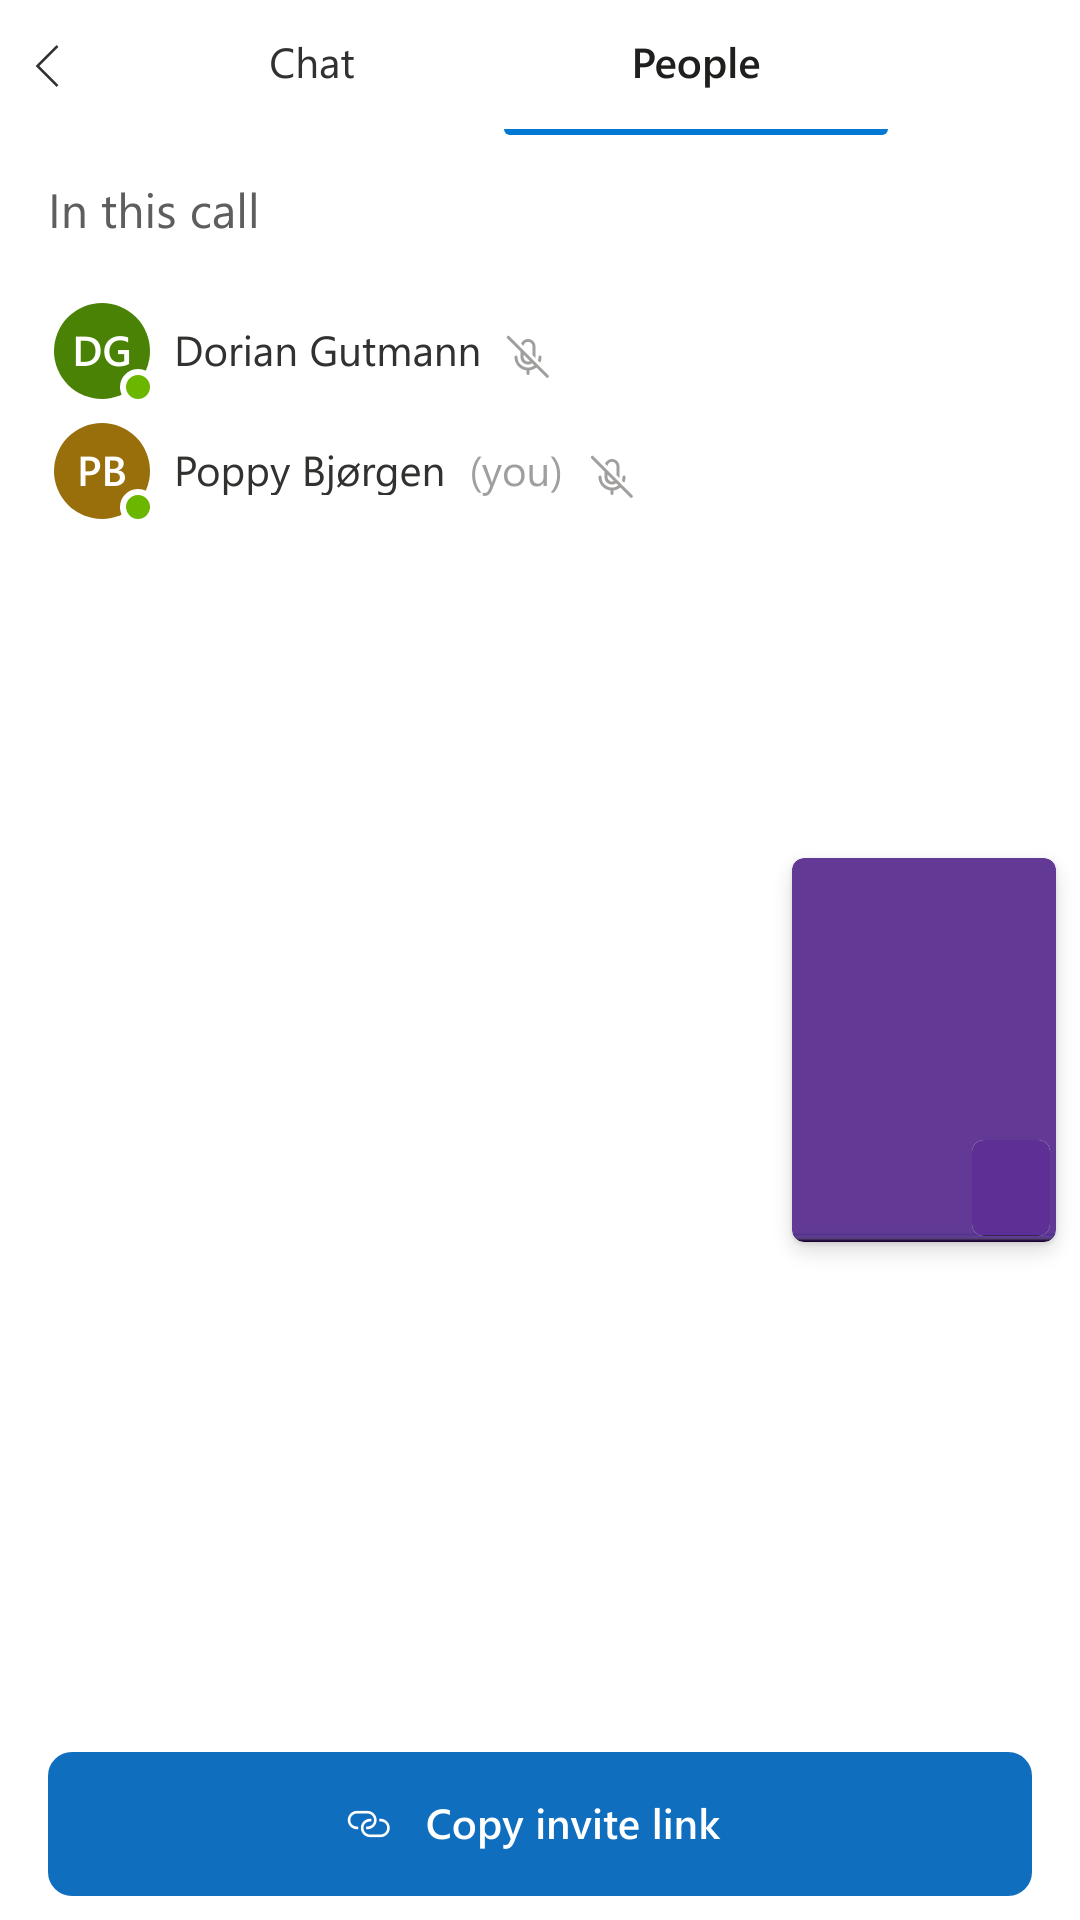 Chat People
In this call
DG Dorian Gutmann
PB Poppy Bjørgen (you)
Copy invite link